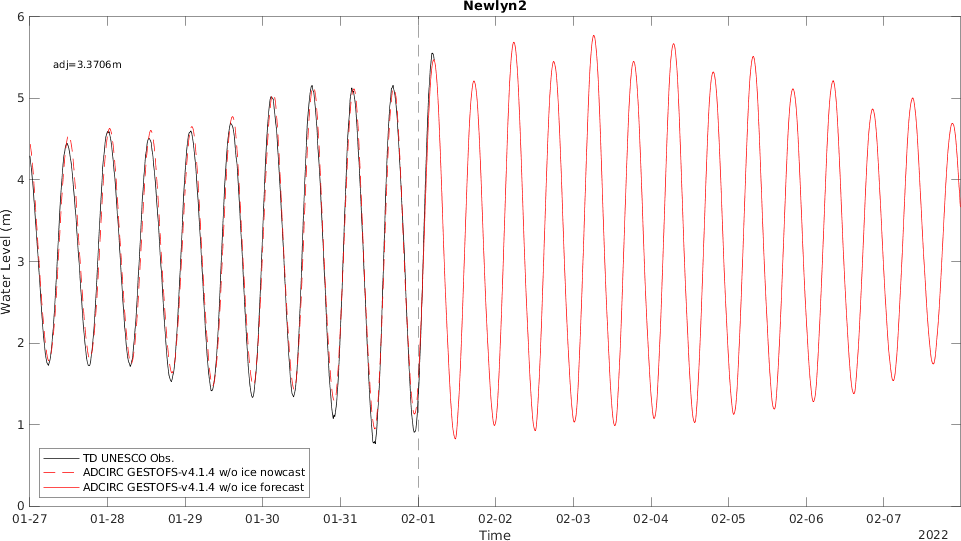 Newlyn2
6
adj=3.3706m
5
4
3
Water Level (m)
2
1
TD UNESCO Obs.
ADCIRC GESTOFS-v4.1.4 w/o ice nowcast
ADCIRC GESTOFS-v4.1.4 w/o ice forecast
0
01-27 01-28 01-29 01-30 01-31 02-01 02-02 02-03 02-04 02-05 02-06 02-07
Time
2022